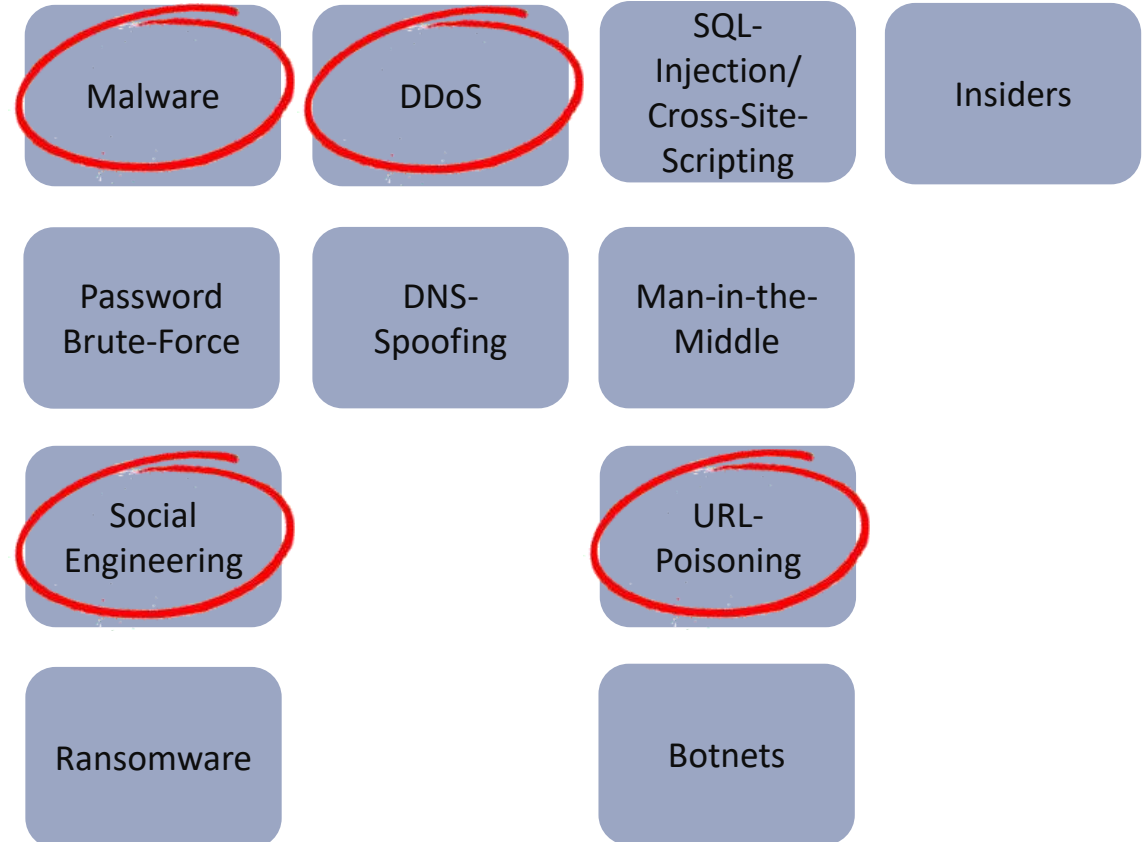 Malware
DDoS
SQL-
Injection/
Cross-Site-
Scripting
Insiders
Password
Brute-Force
DNS-
Spoofing
Man-in-the-
Middle
Social
Engineering
URL-
Poisoning
Ransomware
Botnets